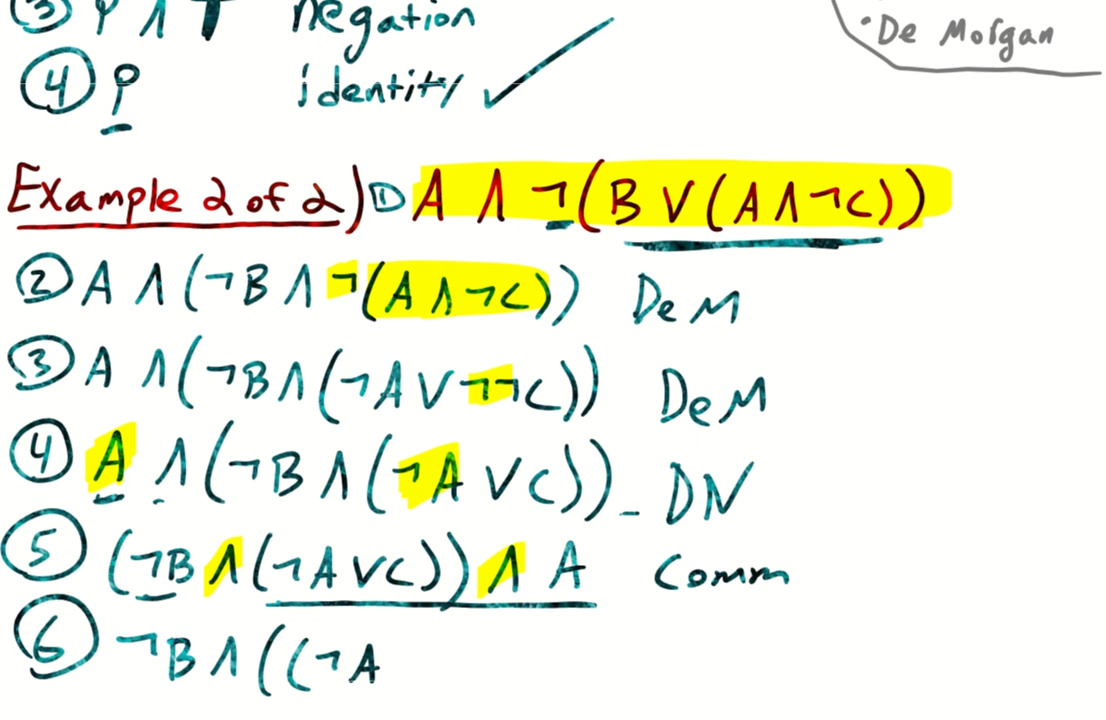 ③ P ∧ T negation
• De Morgan
④ P identity ✓
Example 2 of 2) ① A ∧ ¬(B ∨ (A ∧ ¬C))
② A ∧ (¬B ∧ ¬(A ∧ ¬C)) DeM
③ A ∧ (¬B ∧ (¬A ∨ ¬¬C)) DeM
④ A ∧ (¬B ∧ (¬A ∨ C)) DN
⑤ (¬B ∧ (¬A ∨ C)) ∧ A Comm
⑥ ¬B ∧ ((¬A